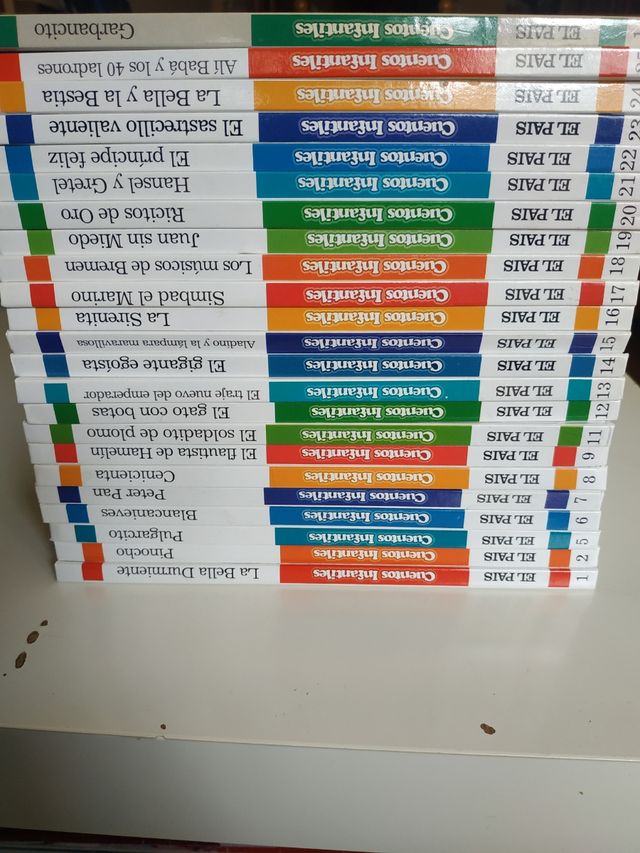 1 EL PAIS Cuentos Infantiles La Bella Durmiente
2 EL PAIS Cuentos Infantiles Pinocho
5 EL PAIS Cuentos Infantiles Pulgarcito
6 EL PAIS Cuentos Infantiles Blancanieves
7 EL PAIS Cuentos Infantiles Peter Pan
8 EL PAIS Cuentos Infantiles Cenicienta
9 EL PAIS Cuentos Infantiles El flautista de Hamelin
11 EL PAIS Cuentos Infantiles El soldadito de plomo
12 EL PAIS Cuentos Infantiles El gato con botas
13 EL PAIS Cuentos Infantiles El traje nuevo del emperador
14 EL PAIS Cuentos Infantiles El gigante egoísta
15 EL PAIS Cuentos Infantiles Aladino y la lámpara maravillosa
16 EL PAIS Cuentos Infantiles La Sirenita
17 EL PAIS Cuentos Infantiles Simbad el Marino
18 EL PAIS Cuentos Infantiles Los músicos de Bremen
19 EL PAIS Cuentos Infantiles Juan sin Miedo
20 EL PAIS Cuentos Infantiles Ricitos de Oro
21 EL PAIS Cuentos Infantiles Hansel y Gretel
22 EL PAIS Cuentos Infantiles El príncipe feliz
23 EL PAIS Cuentos Infantiles El sastrecillo valiente
24 EL PAIS Cuentos Infantiles La Bella y la Bestia
25 EL PAIS Cuentos Infantiles Alí Babá y los 40 ladrones
EL PAIS Cuentos Infantiles Garbancito